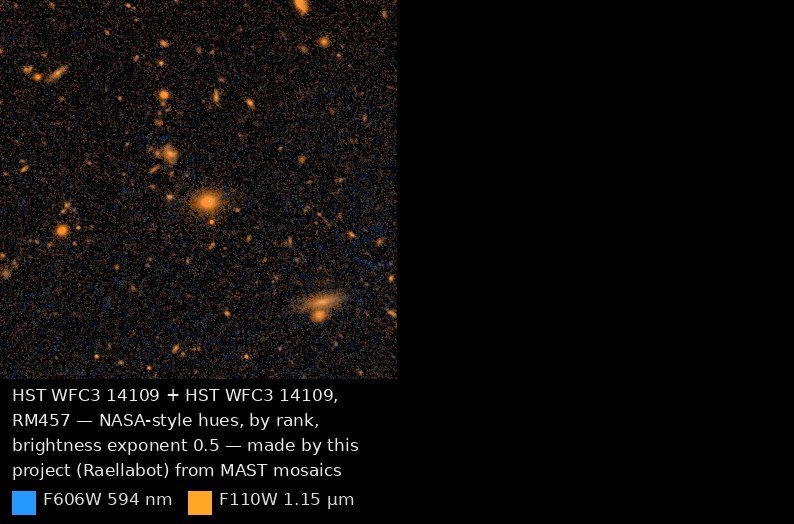 HST WFC3 14109 + HST WFC3 14109,
RM457 — NASA-style hues, by rank,
brightness exponent 0.5 — made by this
project (Raellabot) from MAST mosaics
F606W 594 nm F110W 1.15 µm